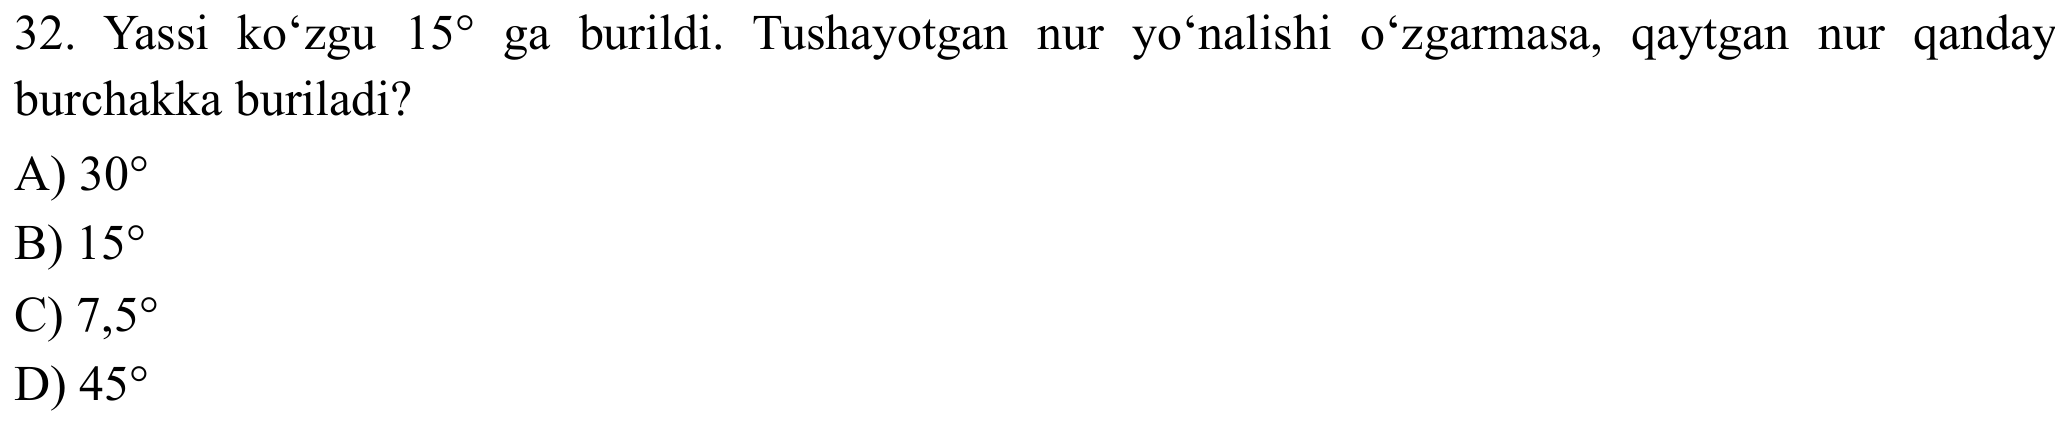 32. Yassi ko‘zgu 15° ga burildi. Tushayotgan nur yo‘nalishi o‘zgarmasa, qaytgan nur qanday
burchakka buriladi?
A) 30°
B) 15°
C) 7,5°
D) 45°